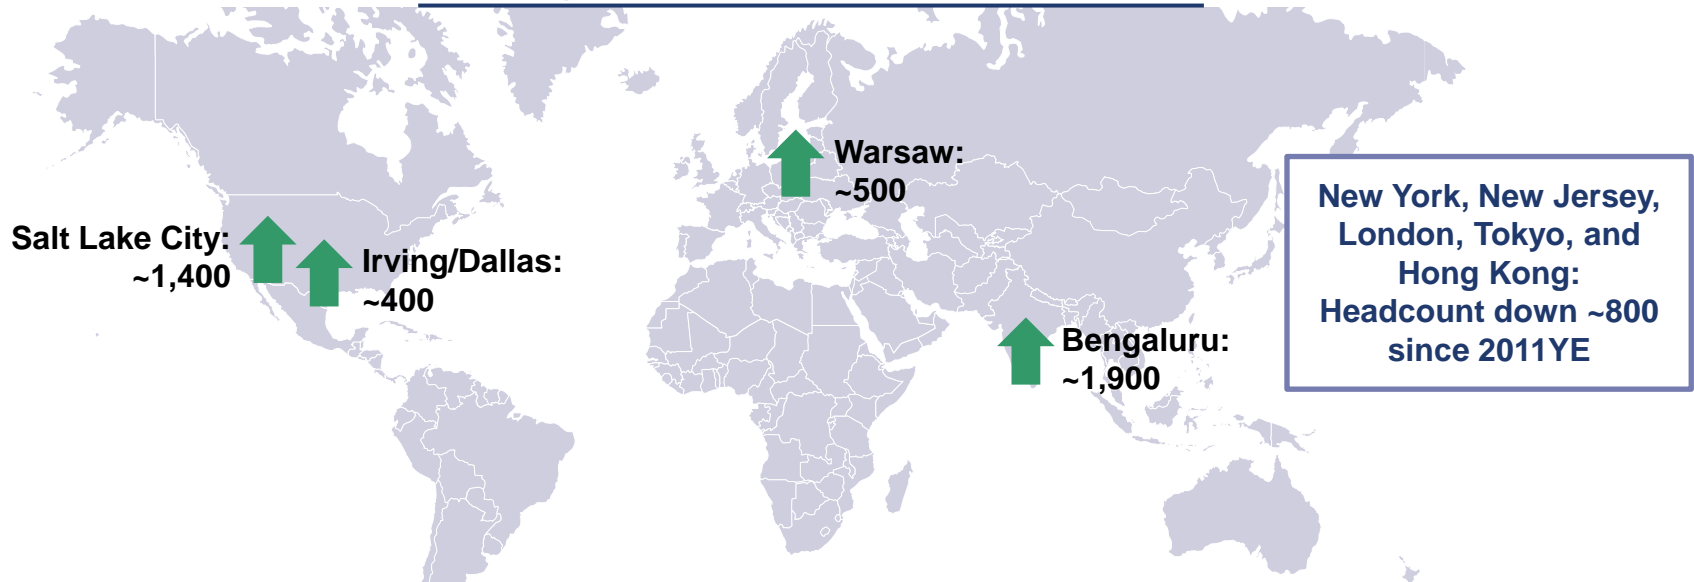 Warsaw:
~500
Salt Lake City:
~1,400
Irving/Dallas:
~400
Bengaluru:
~1,900
New York, New Jersey,
London, Tokyo, and
Hong Kong:
Headcount down ~800
since 2011YE